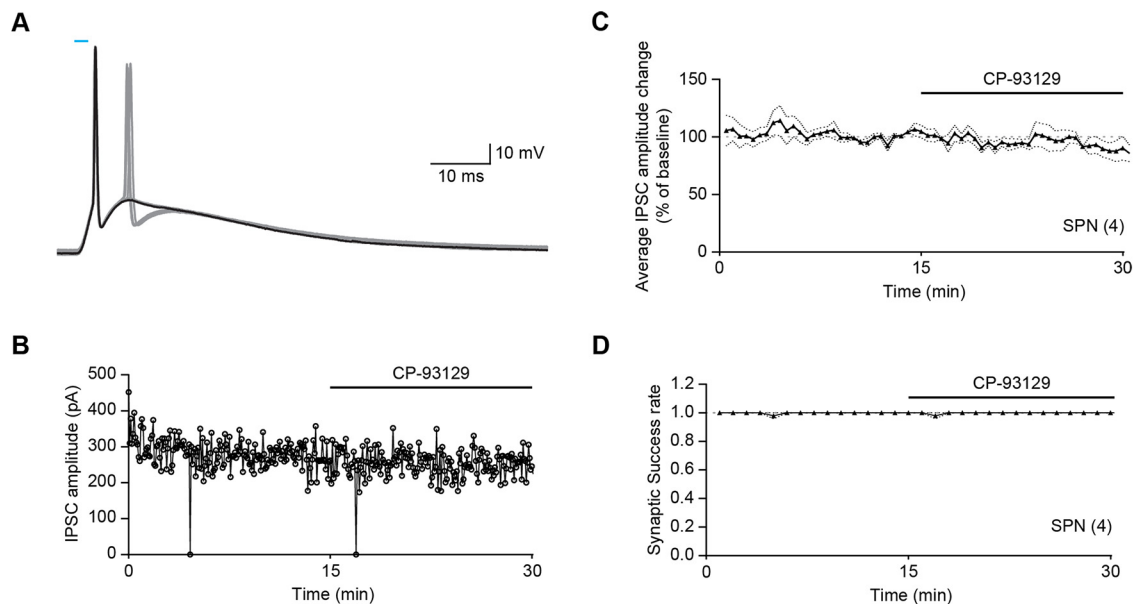 A
10 mV
10 ms
B
CP-93129
500
400
300
200
100
0
IPSC amplitude (pA)
0
15
30
Time (min)
C
CP-93129
150
100
50
0
Average IPSC amplitude change
(% of baseline)
SPN (4)
0
15
30
Time (min)
D
CP-93129
1.2
1.0
0.8
0.6
0.4
0.2
0.0
Synaptic Success rate
SPN (4)
0
15
30
Time (min)